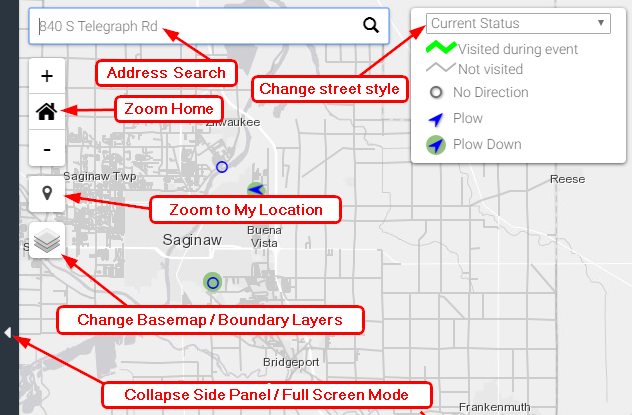 840 S Telegraph Rd
Current Status
Visited during event
Not visited
No Direction
Plow
Plow Down
Address Search
Change street style
+
Zoom Home
-
Zilwaukee
Saginaw Twp
Reese
Zoom to My Location
Saginaw
Buena
Vista
Change Basemap / Boundary Layers
Bridgeport
Collapse Side Panel / Full Screen Mode
Frankenmuth